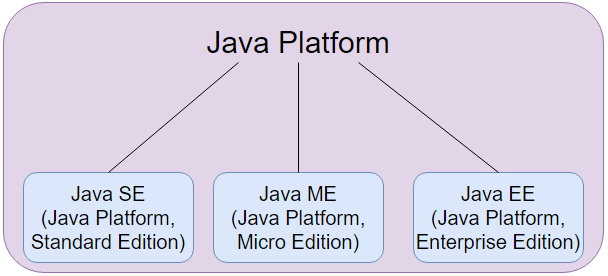 Java Platform
Java SE
(Java Platform,
Standard Edition)
Java ME
(Java Platform,
Micro Edition)
Java EE
(Java Platform,
Enterprise Edition)